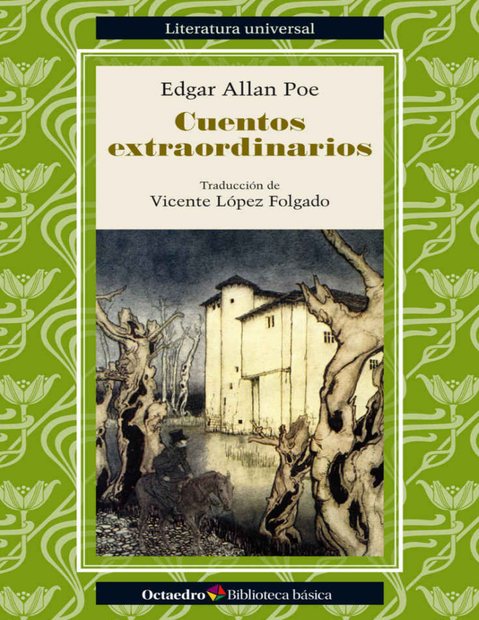 Literatura universal
Edgar Allan Poe
Cuentos
extraordinarios
Traducción de
Vicente López Folgado
Octaedro Biblioteca básica